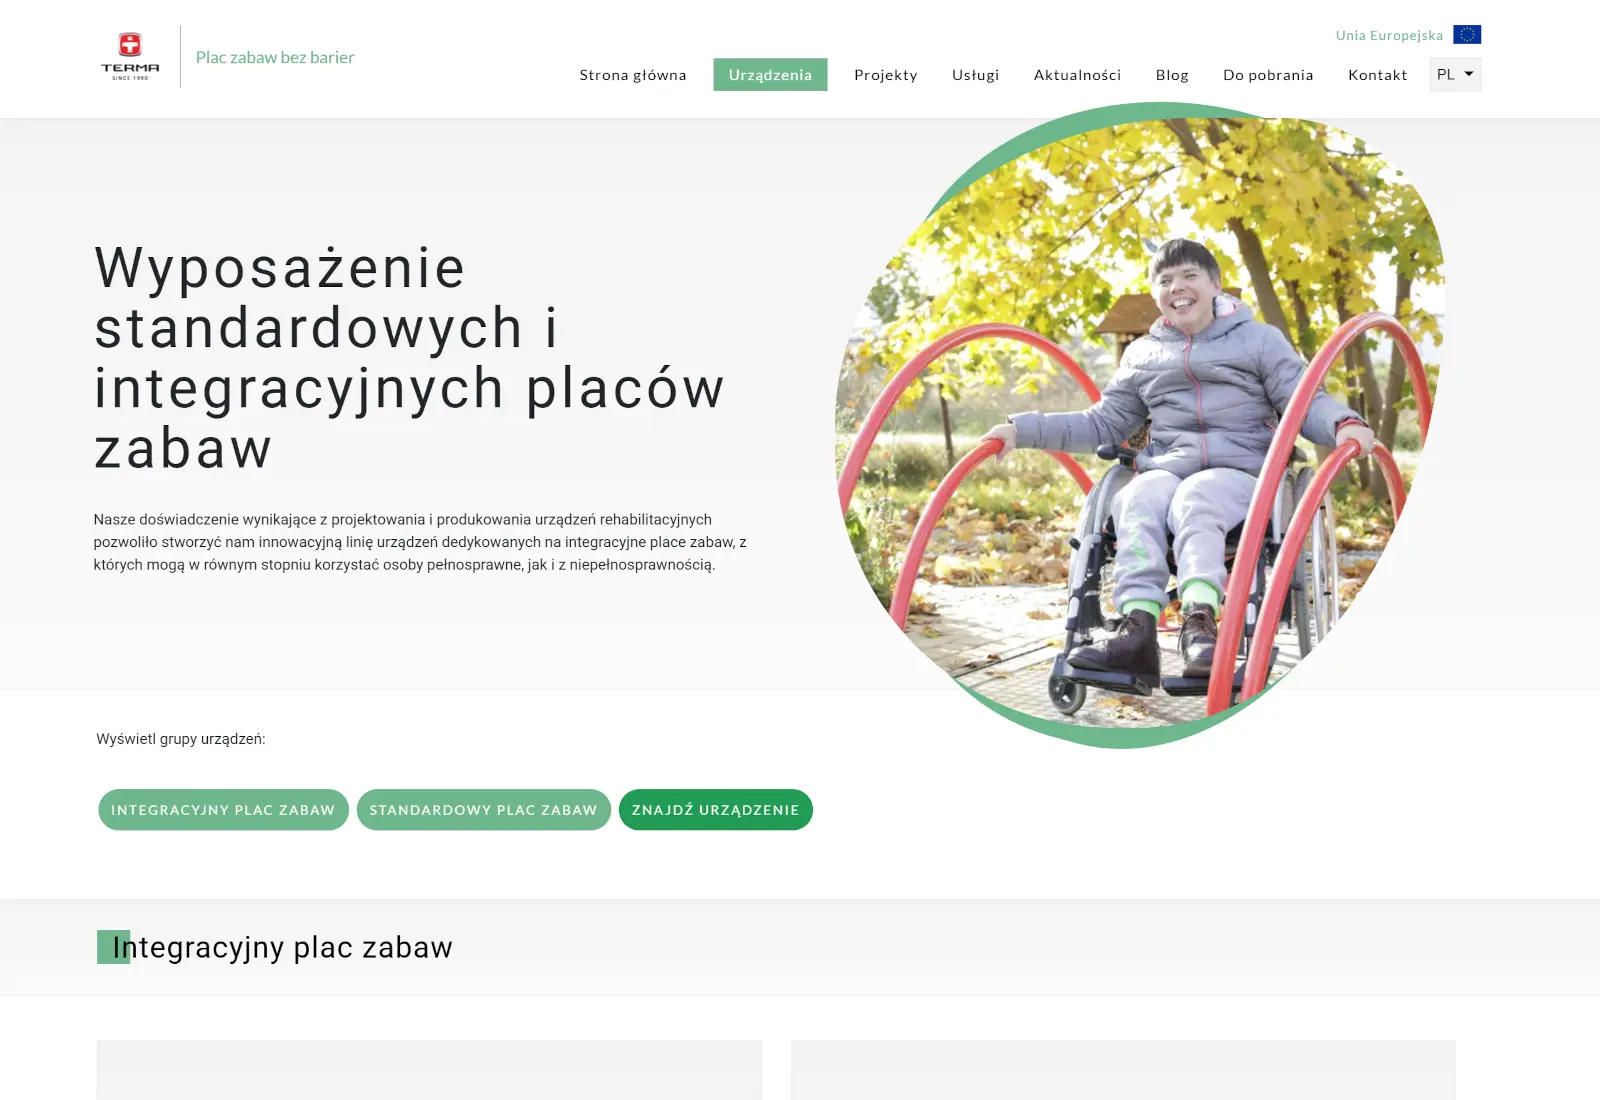 TERMA
SINCE 1990
Plac zabaw bez barier
Unia Europejska
Strona główna
Urządzenia
Projekty
Usługi
Aktualności
Blog
Do pobrania
Kontakt
PL
Wyposażenie
standardowych i
integracyjnych placów
zabaw
Nasze doświadczenie wynikające z projektowania i produkowania urządzeń rehabilitacyjnych
pozwoliło stworzyć nam innowacyjną linię urządzeń dedykowanych na integracyjne place zabaw, z
których mogą w równym stopniu korzystać osoby pełnosprawne, jak i z niepełnosprawnością.
Wyświetl grupy urządzeń:
INTEGRACYJNY PLAC ZABAW
STANDARDOWY PLAC ZABAW
ZNAJDŹ URZĄDZENIE
Integracyjny plac zabaw